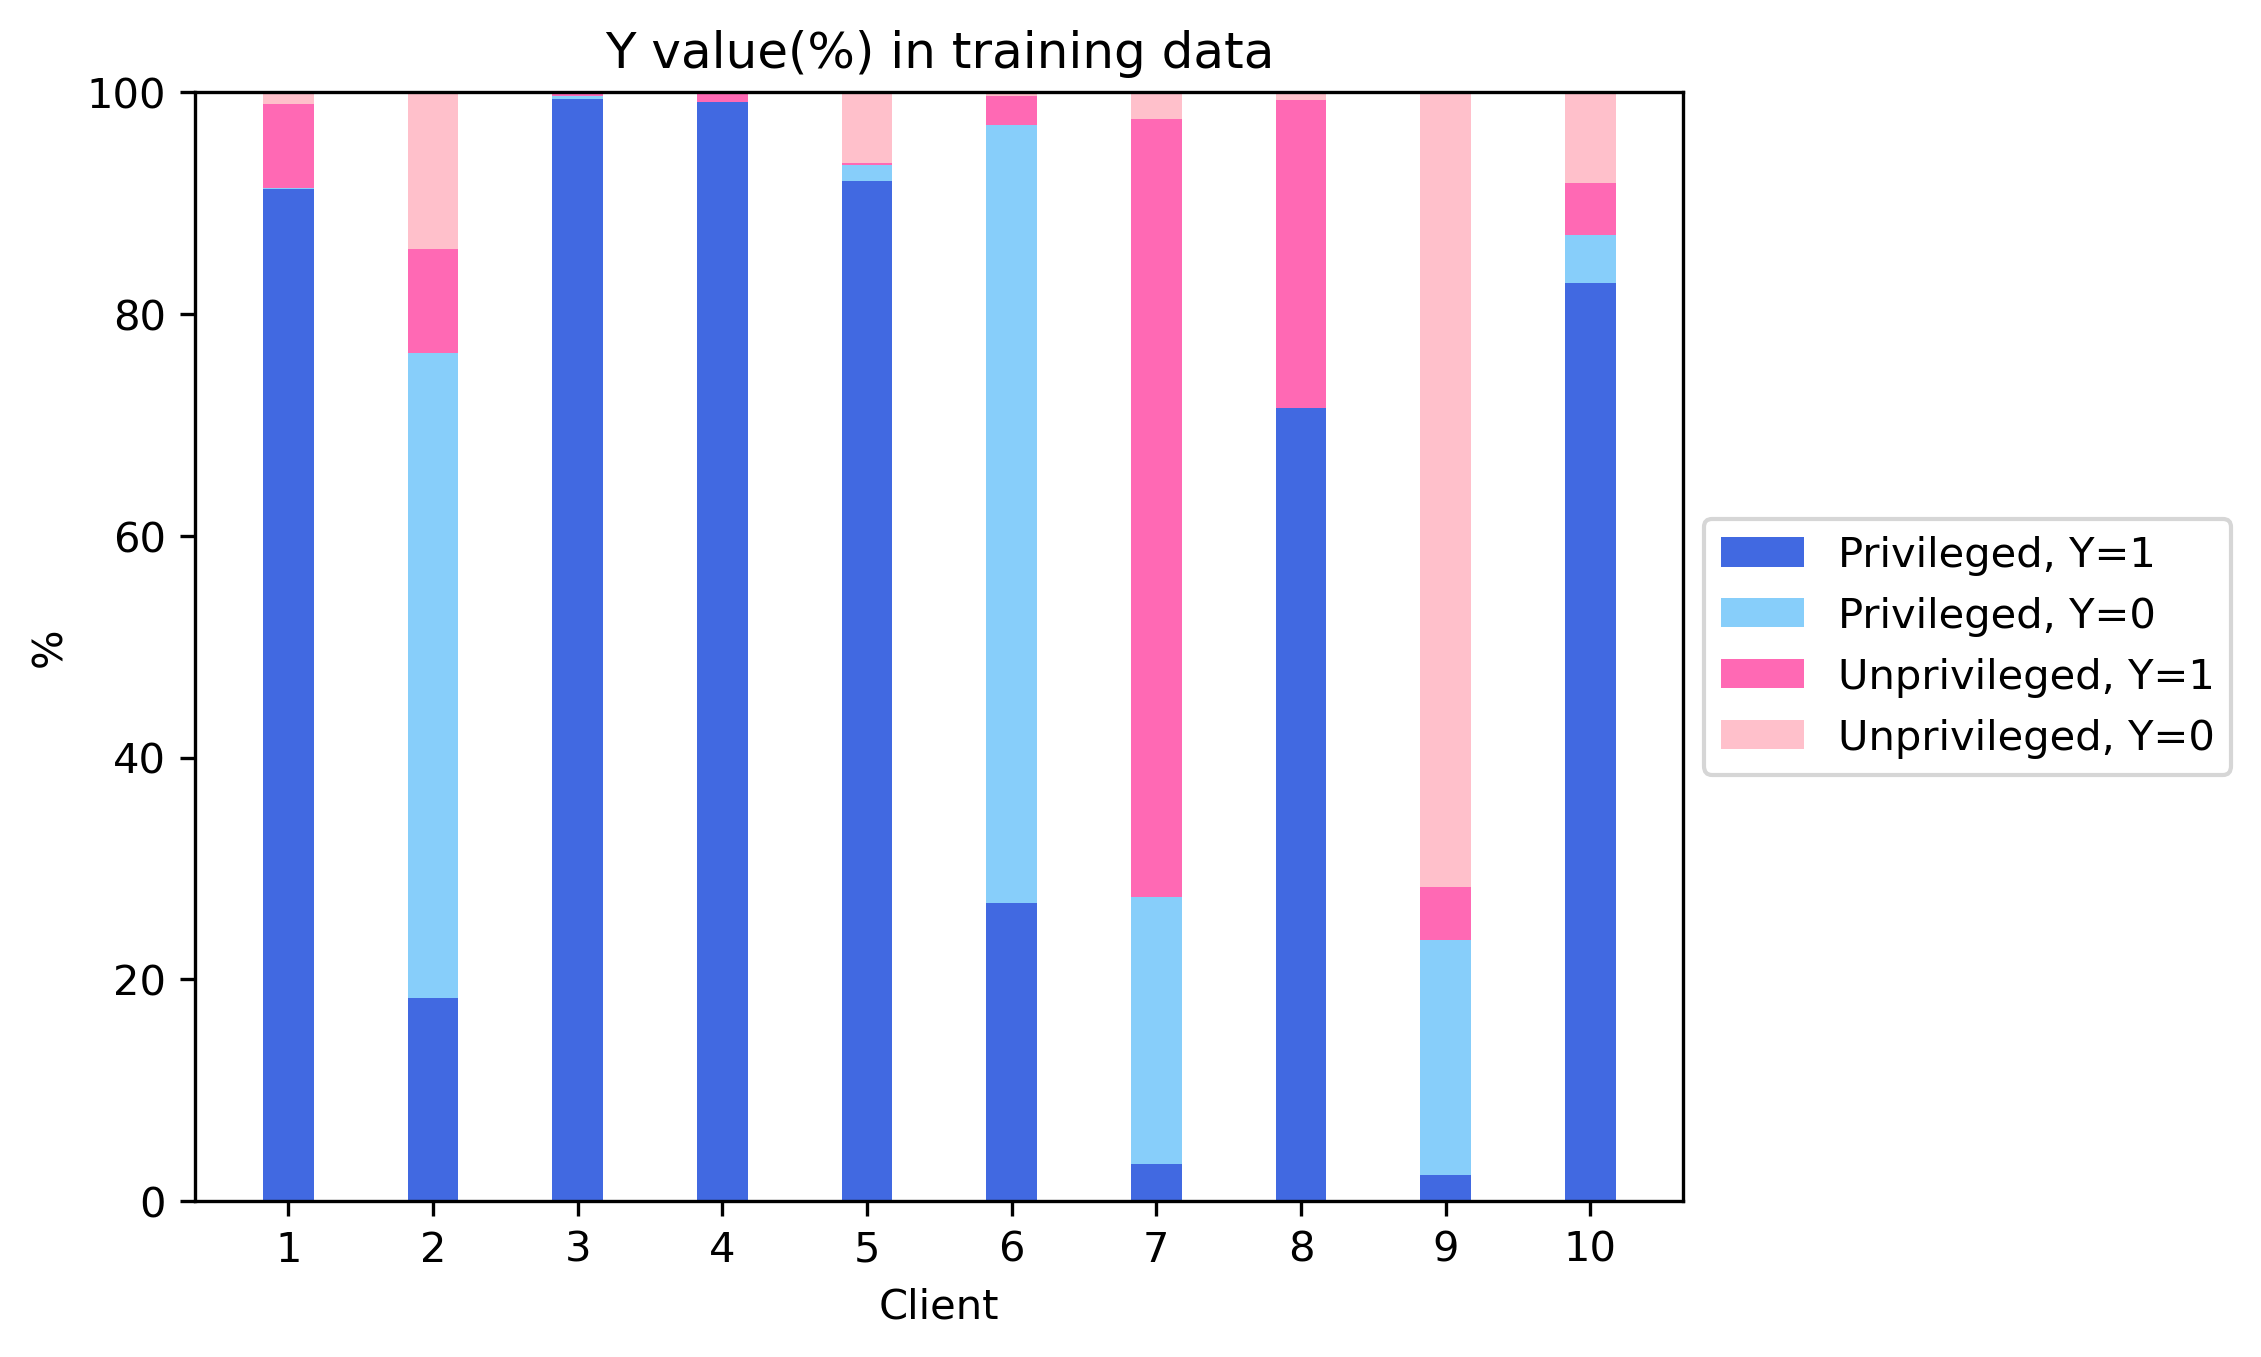 Y value(%) in training data
100
80
60
40
20
0
%
1 2 3 4 5 6 7 8 9 10
Client
Privileged, Y=1
Privileged, Y=0
Unprivileged, Y=1
Unprivileged, Y=0